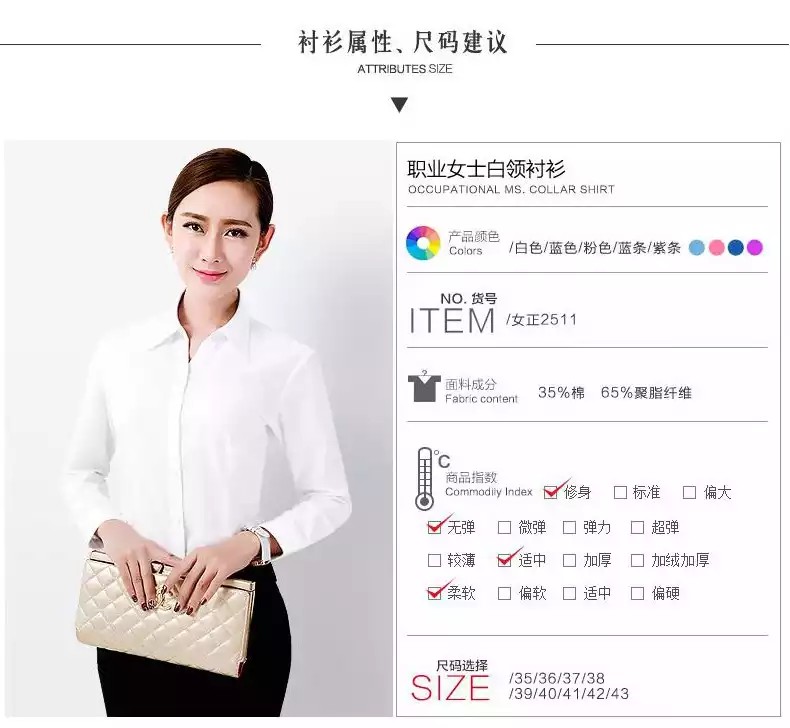 衬衫属性、尺码建议
ATTRIBUTES SIZE
职业女士白领衬衫
OCCUPATIONAL MS. COLLAR SHIRT
产品颜色
Colors
/白色/蓝色/粉色/蓝条/紫条
NO. 货号
ITEM /女正2511
面料成分
Fabric content
35%棉 65%聚脂纤维
°C
商品指数
Commodily Index
修身 标准 偏大
无弹 微弹 弹力 超弹
较薄 适中 加厚 加绒加厚
柔软 偏软 适中 偏硬
尺码选择
SIZE
/35/36/37/38
/39/40/41/42/43